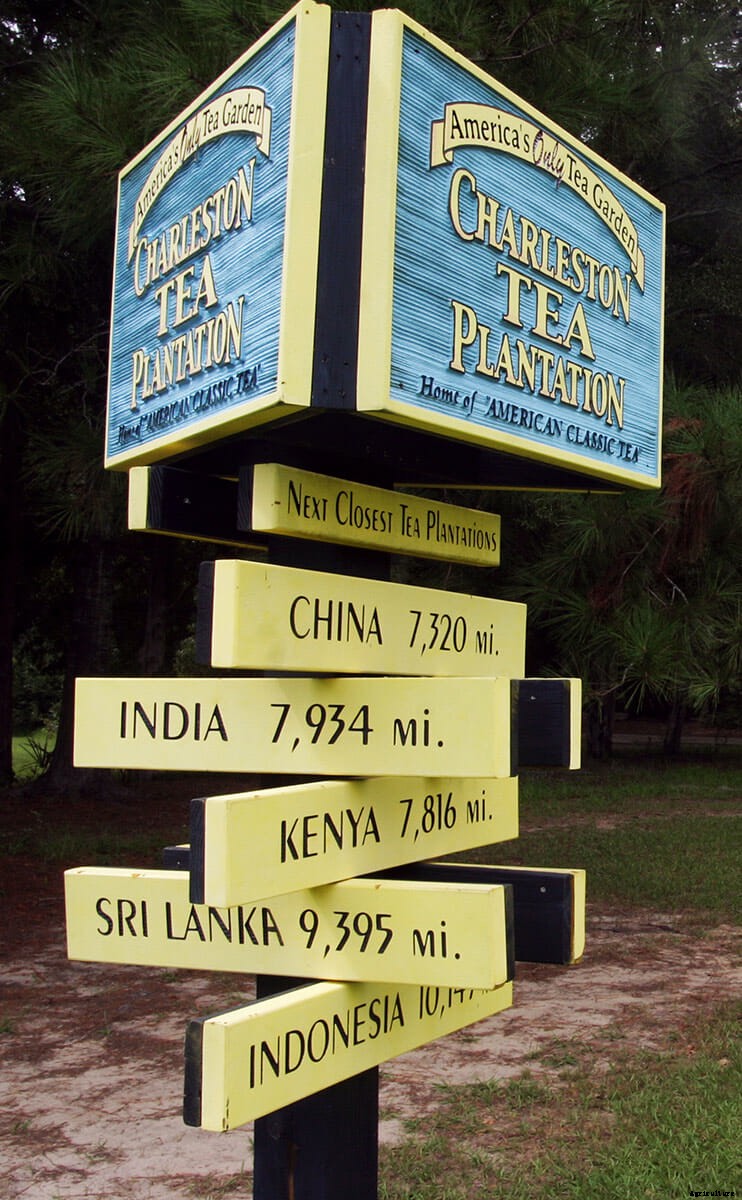 America's Only Tea Garden
CHARLESTON
TEA
PLANTATION
Home of "AMERICAN CLASSIC TEA"
America's Only Tea Garden
CHARLESTON
TEA
PLANTATION
Home of "AMERICAN CLASSIC TEA"
NEXT CLOSEST TEA PLANTATIONS
CHINA 7,320 mi.
INDIA 7,934 mi.
KENYA 7,816 mi.
SRI LANKA 9,395 mi.
INDONESIA
Agriculture